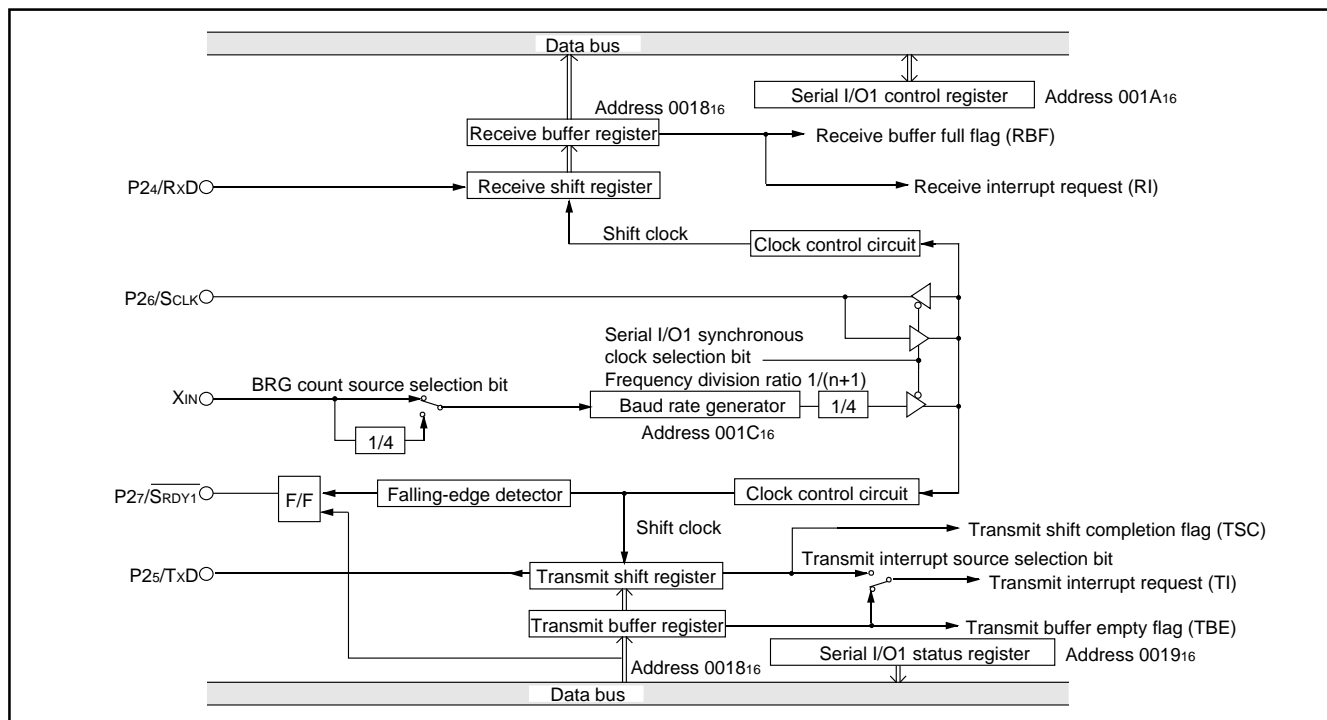 Data bus
Serial I/O1 control register Address 001A16
Address 001816
Receive buffer register Receive buffer full flag (RBF)
P24/RXD Receive shift register Receive interrupt request (RI)
Shift clock Clock control circuit
P26/SCLK
Serial I/O1 synchronous
clock selection bit
BRG count source selection bit Frequency division ratio 1/(n+1)
XIN Baud rate generator 1/4
Address 001C16
1/4
P27/SRDY1 F/F Falling-edge detector Clock control circuit
Shift clock Transmit shift completion flag (TSC)
Transmit interrupt source selection bit
P25/TXD Transmit shift register Transmit interrupt request (TI)
Transmit buffer register Transmit buffer empty flag (TBE)
Address 001816 Serial I/O1 status register Address 001916
Data bus